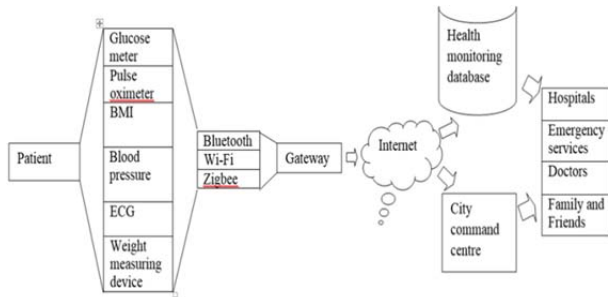 Patient
Glucose
meter
Pulse
oximeter
BMI
Blood
pressure
ECG
Weight
measuring
device
Bluetooth
Wi-Fi
Zigbee
Gateway
Internet
Health
monitoring
database
City
command
centre
Hospitals
Emergency
services
Doctors
Family and
Friends